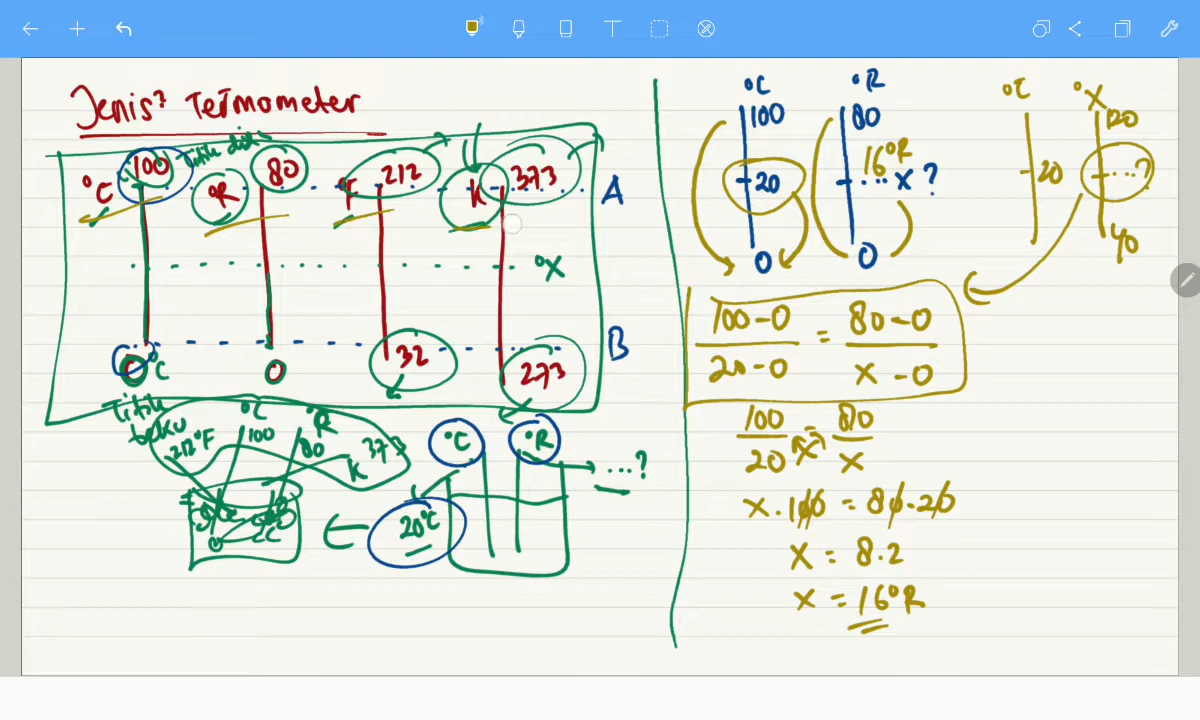 Jenis² Termometer
°C 100 Titik didih °R 80 °F 212 K 373 A
°X
0 °C 0 32 273 B
Titik
beku
°C °R
212°F 100 80 K 373
°C °R
...?
20°C
°C °R
100 80
20 16°R
... x ?
0 0
°C °X
120
20 ...?
40
100-0 = 80-0
20-0 x-0
100 = 80
20 x
x.100 = 80.20
x = 8.2
x = 16°R